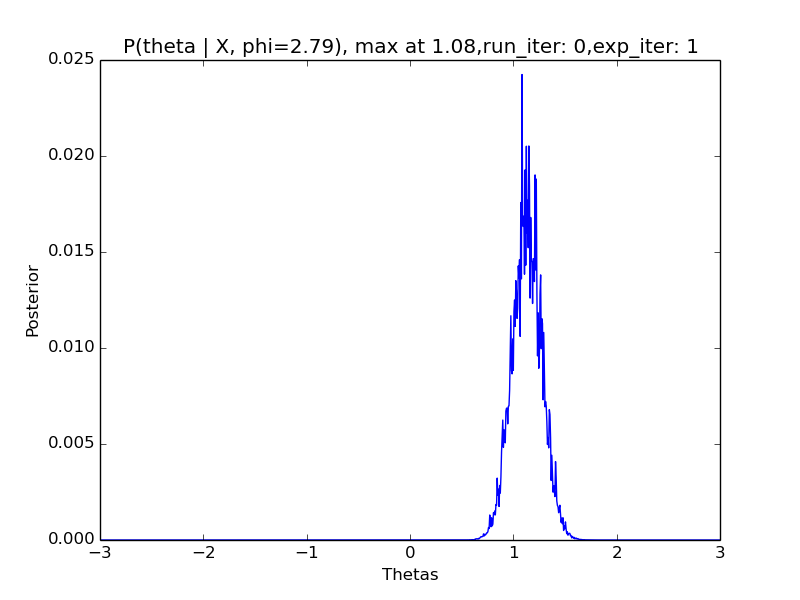 P(theta | X, phi=2.79), max at 1.08,run_iter: 0,exp_iter: 1
0.025
0.020
0.015
0.010
0.005
0.000
Posterior
−3 −2 −1 0 1 2 3
Thetas